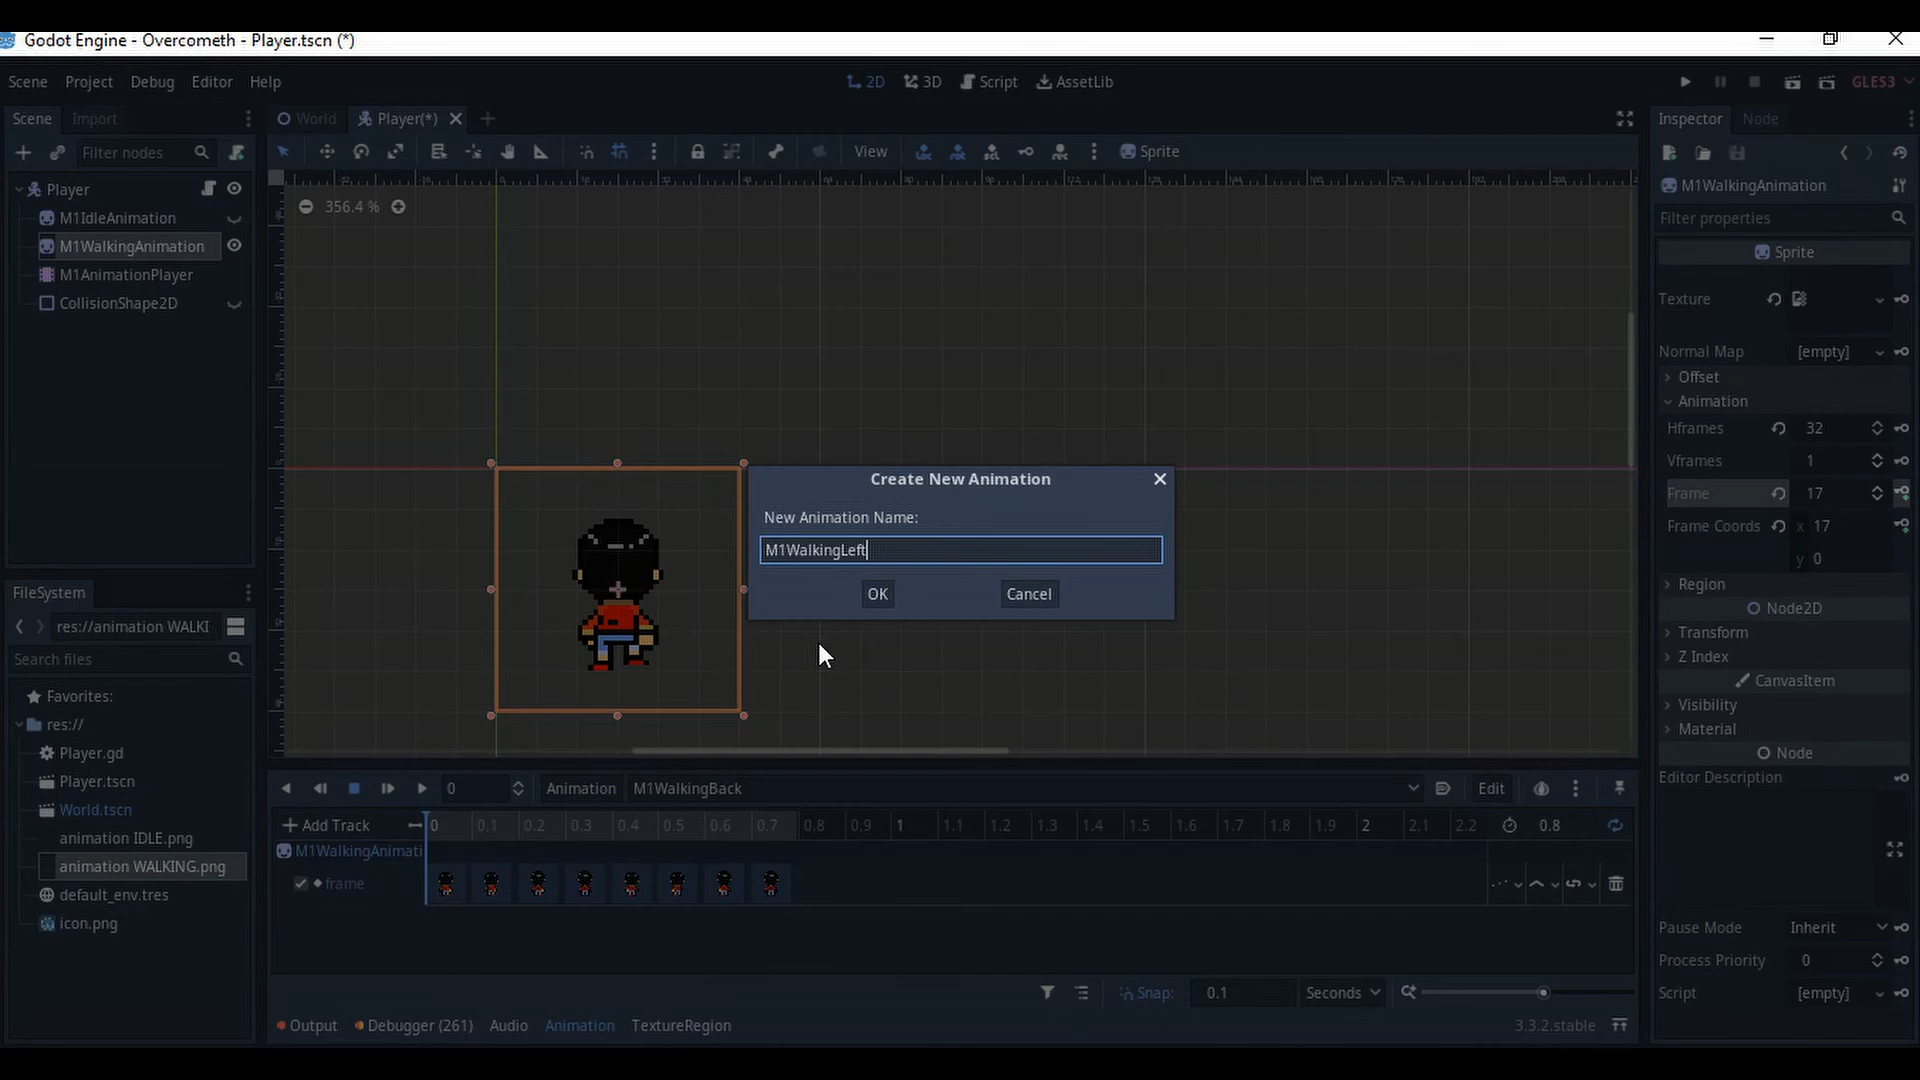 Godot Engine - Overcometh - Player.tscn (*)
Scene Project Debug Editor Help
2D 3D Script AssetLib
GLES3
Scene Import
World Player(*)
Inspector Node
Filter nodes
View
Sprite
M1WalkingAnimation
Filter properties
Player
M1IdleAnimation
M1WalkingAnimation
M1AnimationPlayer
CollisionShape2D
356.4 %
Sprite
Texture
Normal Map [empty]
Offset
Animation
Hframes 32
Vframes 1
Frame 17
Frame Coords x 17
y 0
Region
Node2D
Transform
Z Index
CanvasItem
Visibility
Material
Node
Editor Description
Pause Mode Inherit
Process Priority 0
Script [empty]
Create New Animation
New Animation Name:
M1WalkingLeft
OK Cancel
FileSystem
res://animation WALKI
Search files
Favorites:
res://
Player.gd
Player.tscn
World.tscn
animation IDLE.png
animation WALKING.png
default_env.tres
icon.png
0 Animation M1WalkingBack Edit
Add Track 0 0.1 0.2 0.3 0.4 0.5 0.6 0.7 0.8 0.9 1 1.1 1.2 1.3 1.4 1.5 1.6 1.7 1.8 1.9 2 2.1 2.2 0.8
M1WalkingAnimati
frame
Snap: 0.1 Seconds
Output Debugger (261) Audio Animation TextureRegion 3.3.2.stable